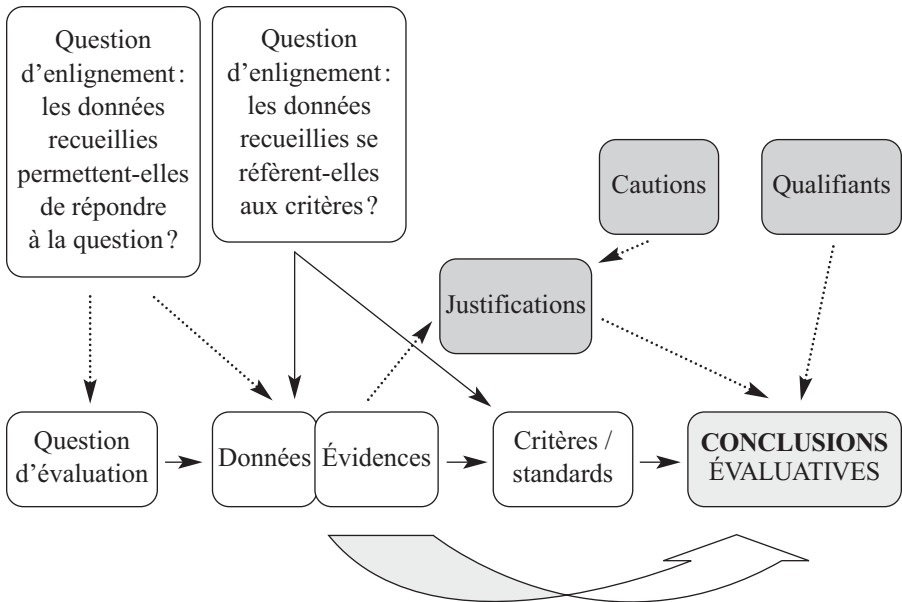 Question
d’enlignement :
les données
recueillies
permettent-elles
de répondre
à la question ?
Question
d’enlignement :
les données
recueillies se
réfèrent-elles
aux critères ?
Cautions
Qualifiants
Justifications
Question
d’évaluation
Données
Évidences
Critères /
standards
CONCLUSIONS
ÉVALUATIVES